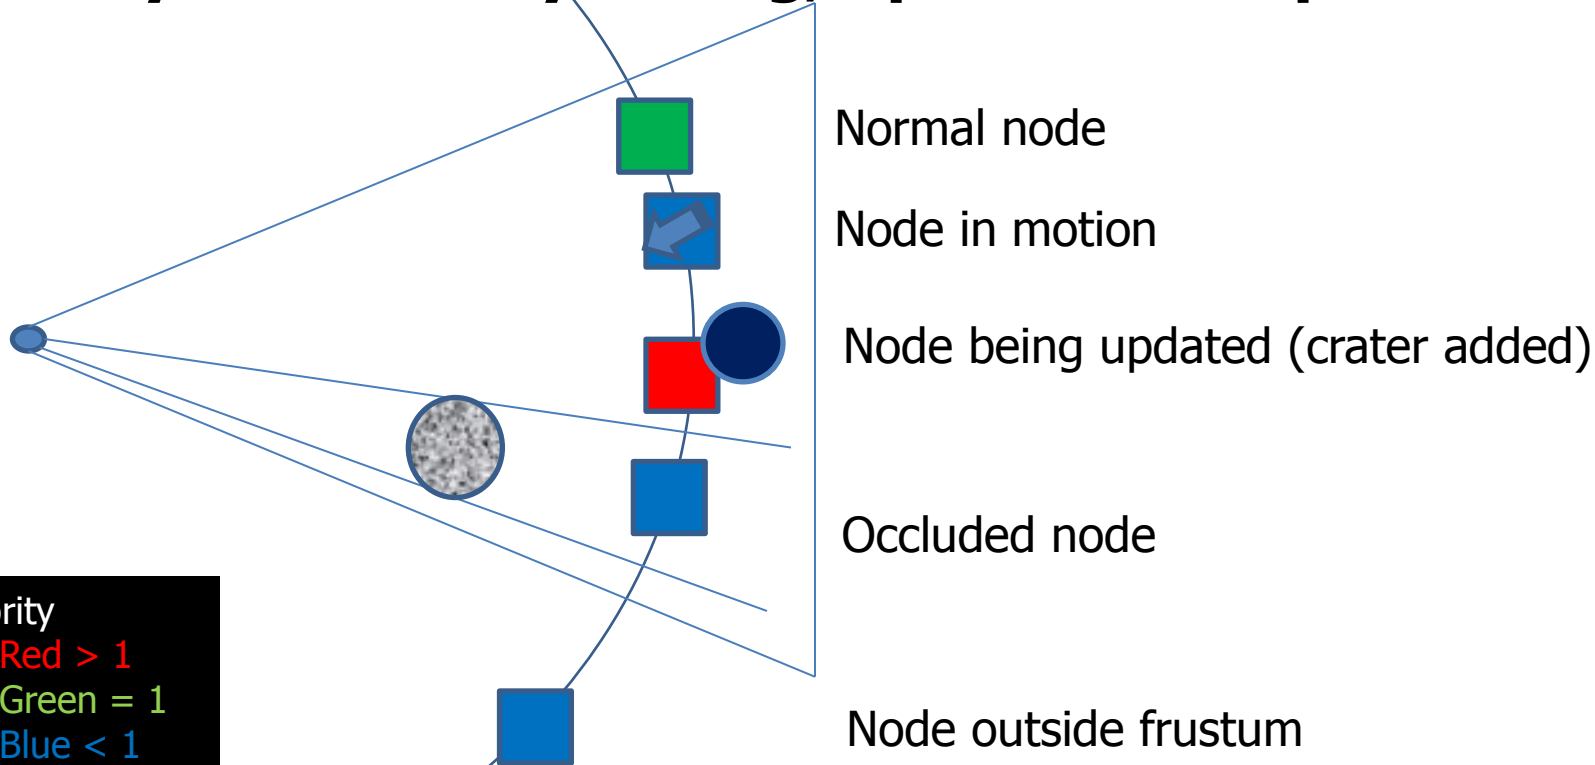 Normal node
Node in motion
Node being updated (crater added)
Occluded node
Red > 1
Green = 1
Blue < 1
Node outside frustum